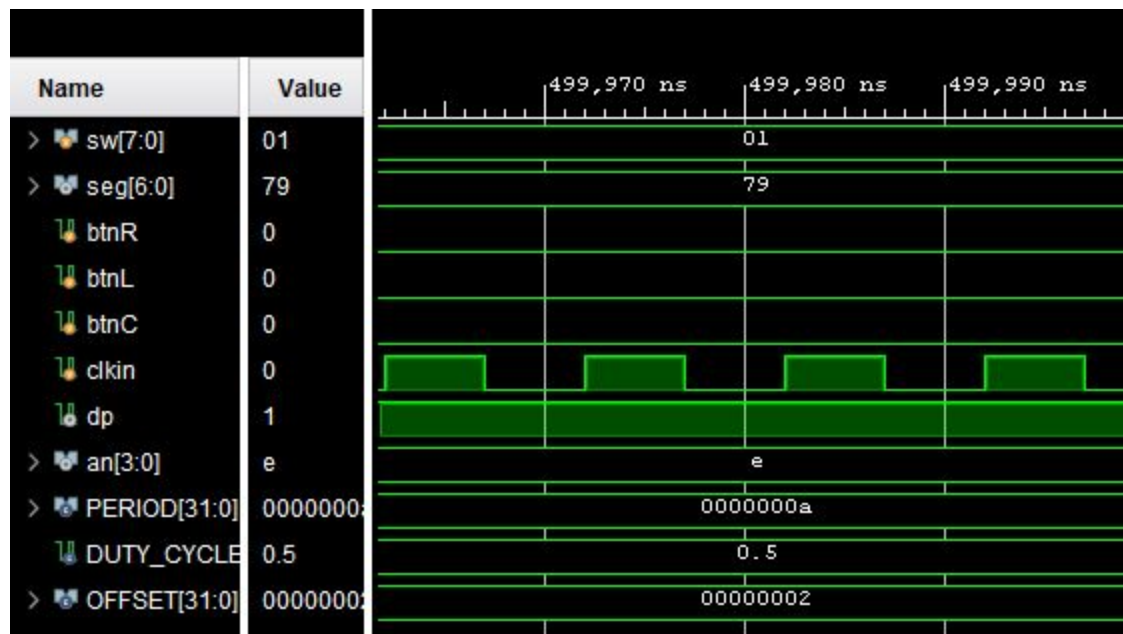 Name Value 499,970 ns 499,980 ns 499,990 ns
> sw[7:0] 01 01
> seg[6:0] 79 79
btnR 0
btnL 0
btnC 0
clkin 0
dp 1
> an[3:0] e e
> PERIOD[31:0] 0000000a 0000000a
DUTY_CYCLE 0.5 0.5
> OFFSET[31:0] 00000002 00000002